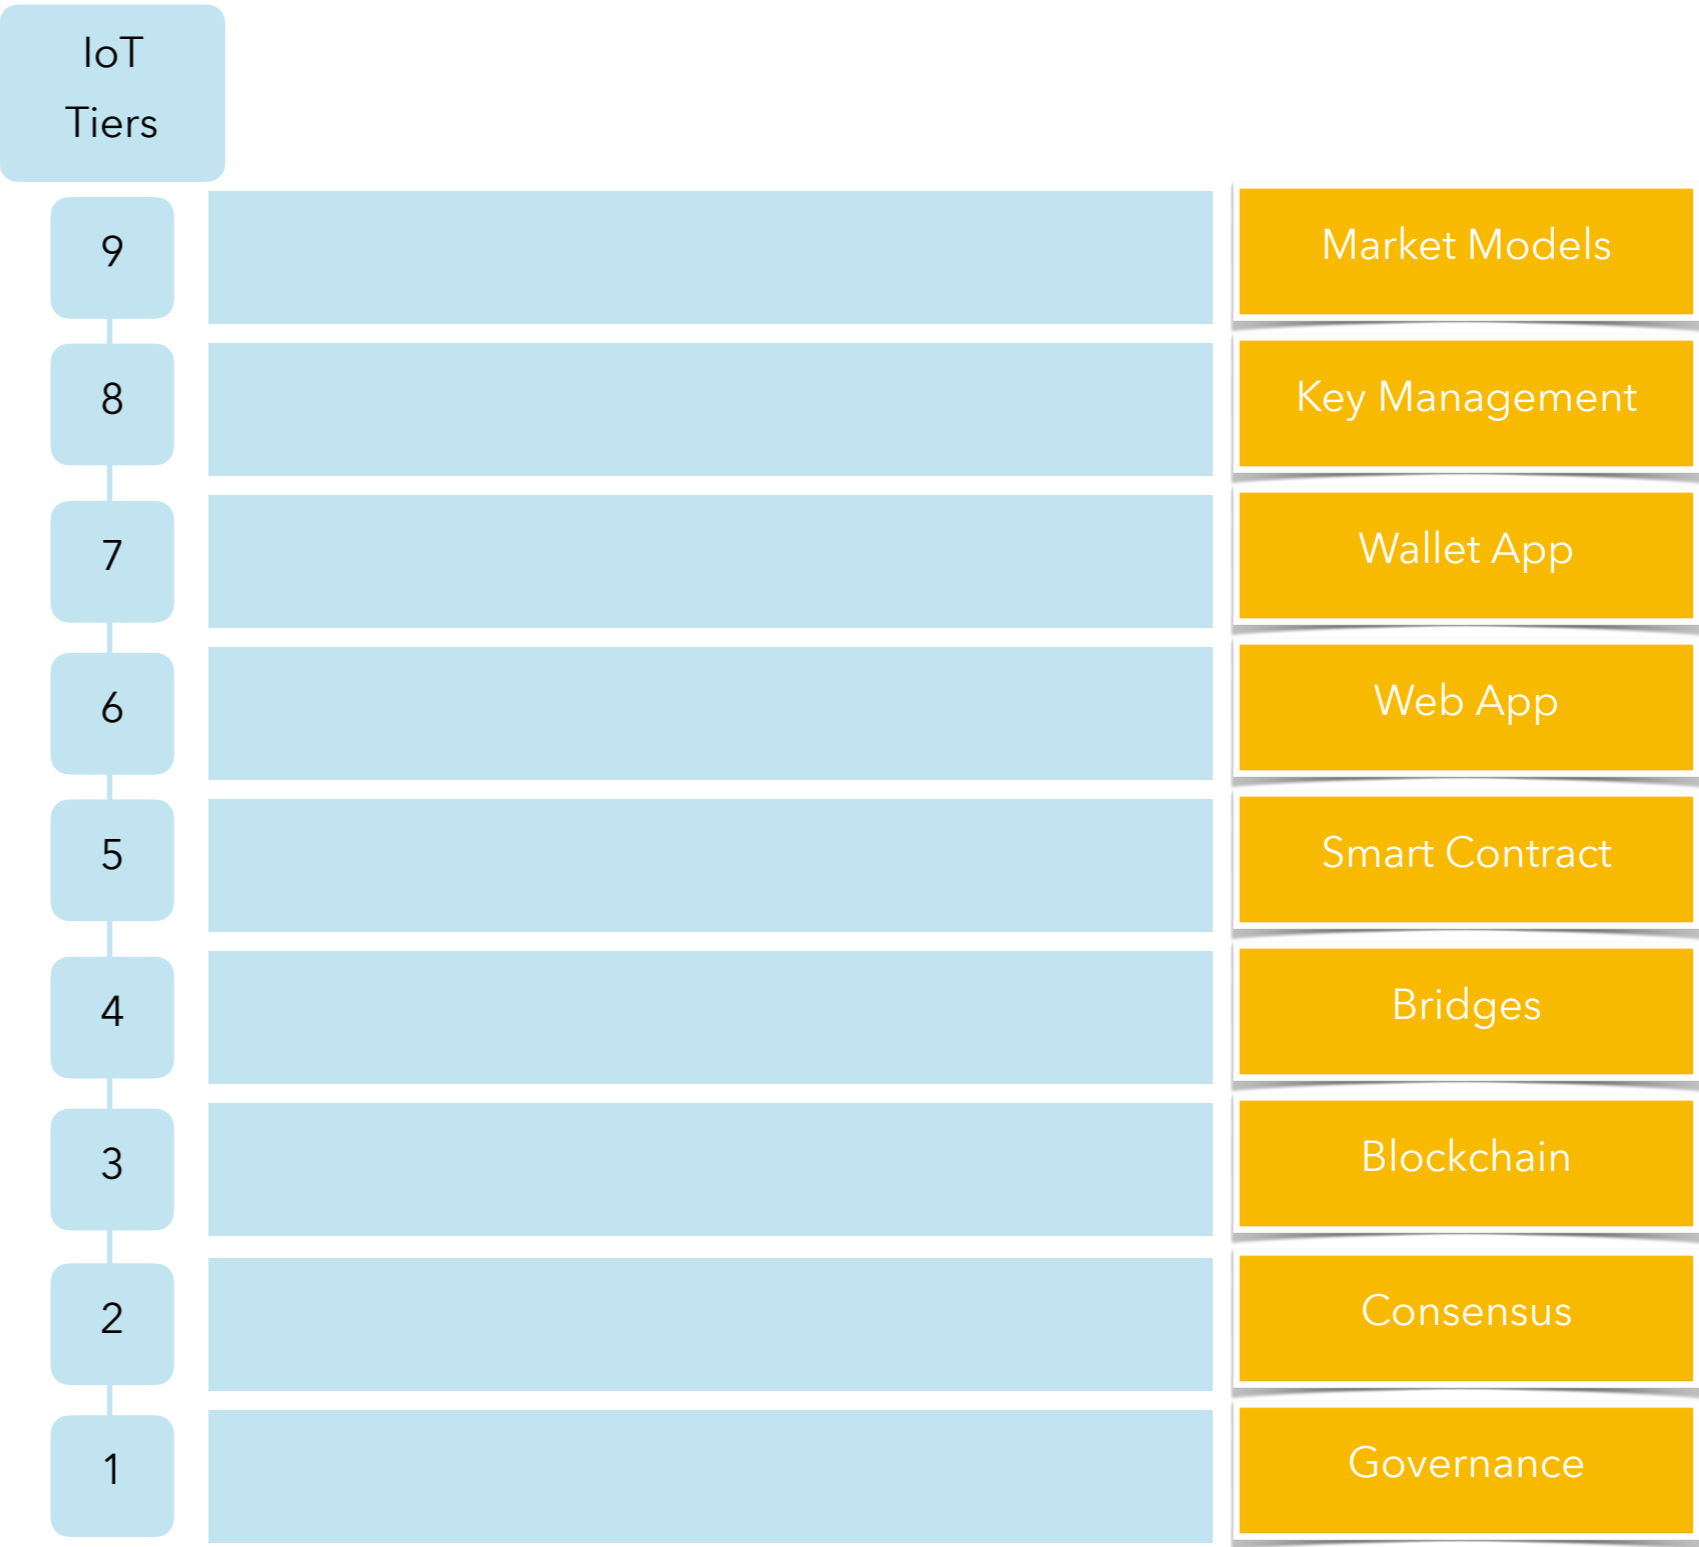 IoT
Tiers
9
Market Models
8
Key Management
7
Wallet App
6
Web App
5
Smart Contract
4
Bridges
3
Blockchain
2
Consensus
1
Governance